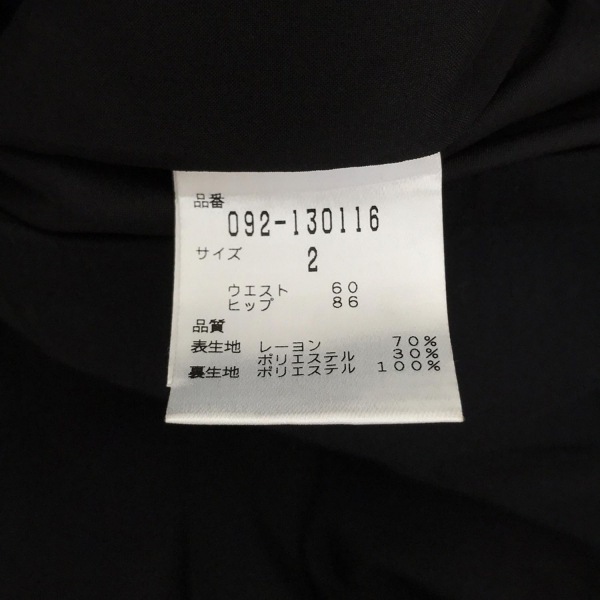 品番
092-130116
サイズ 2
ウエスト 60
ヒップ 86
品質
表生地 レーヨン 70%
ポリエステル 30%
裏生地 ポリエステル 100%